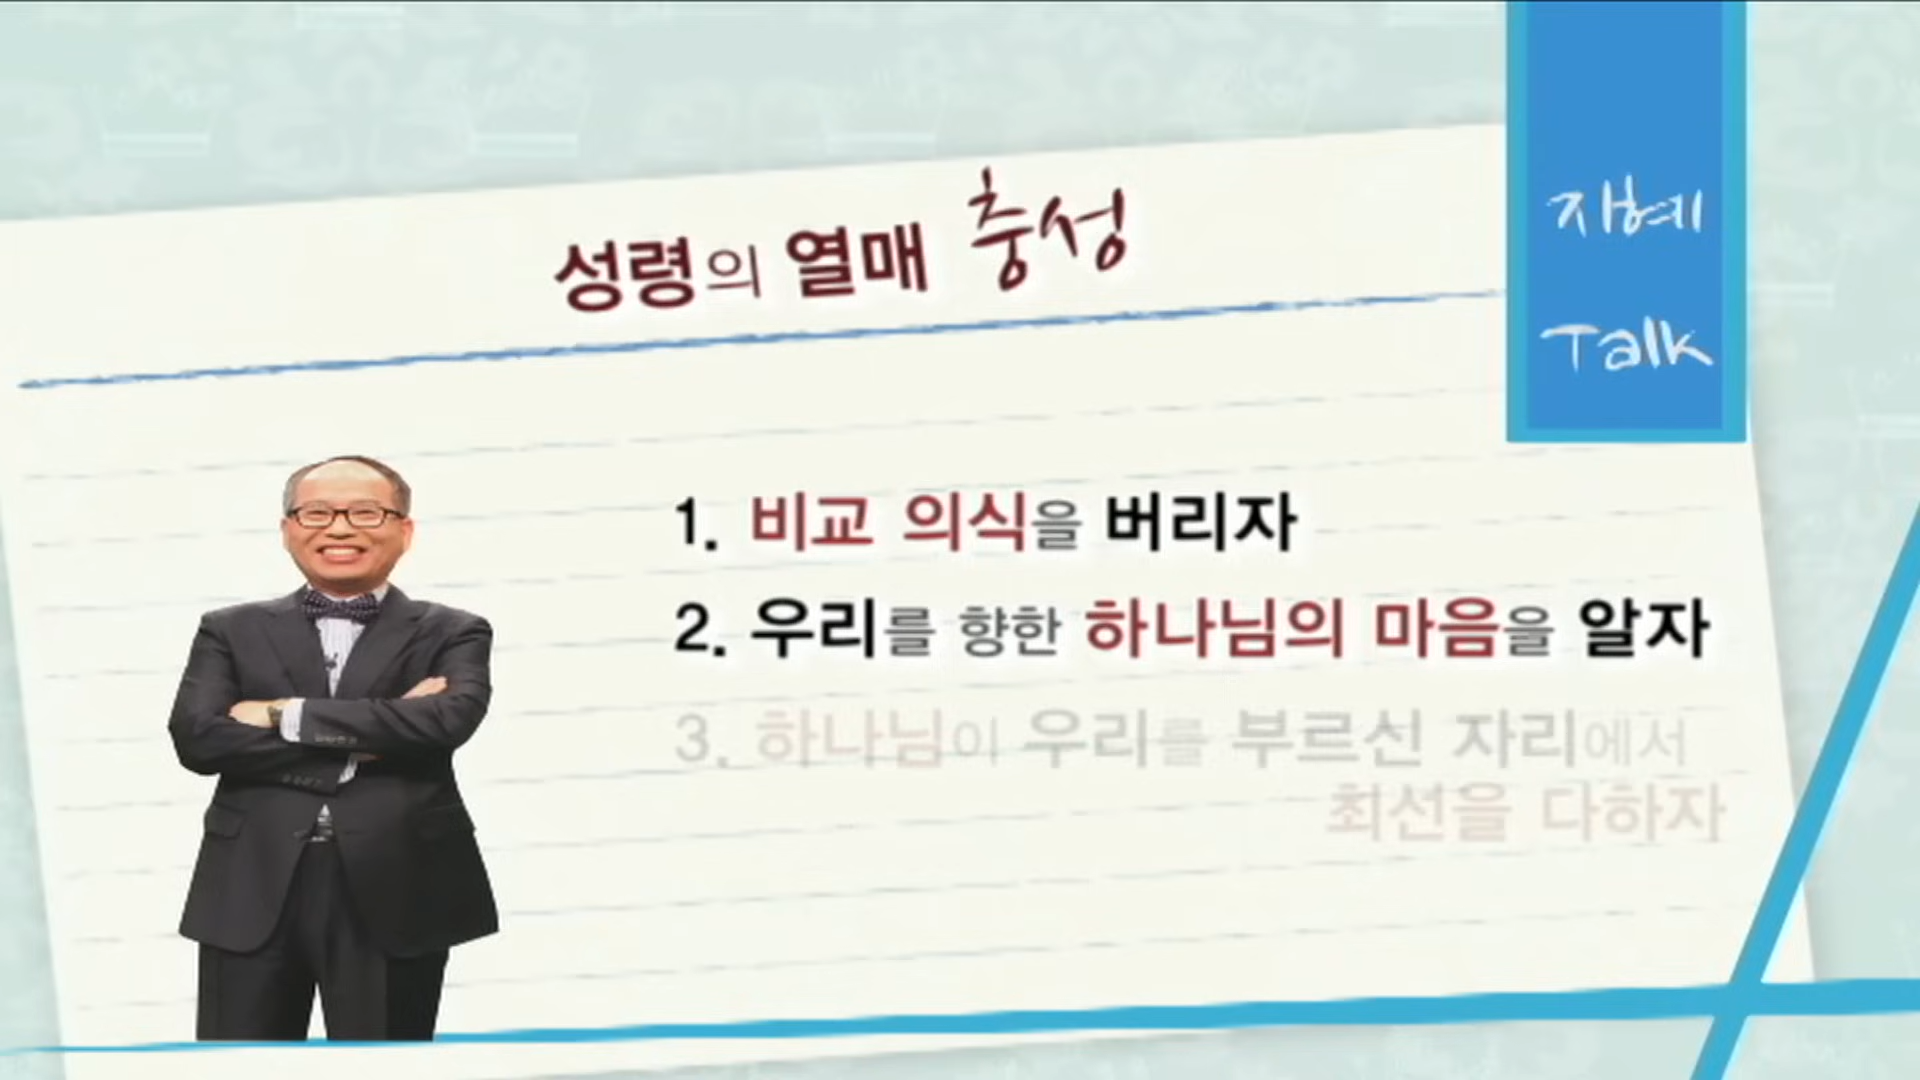 성령의 열매 충성
지혜
Talk
1. 비교 의식을 버리자
2. 우리를 향한 하나님의 마음을 알자
3. 하나님이 우리를 부르신 자리에서
최선을 다하자